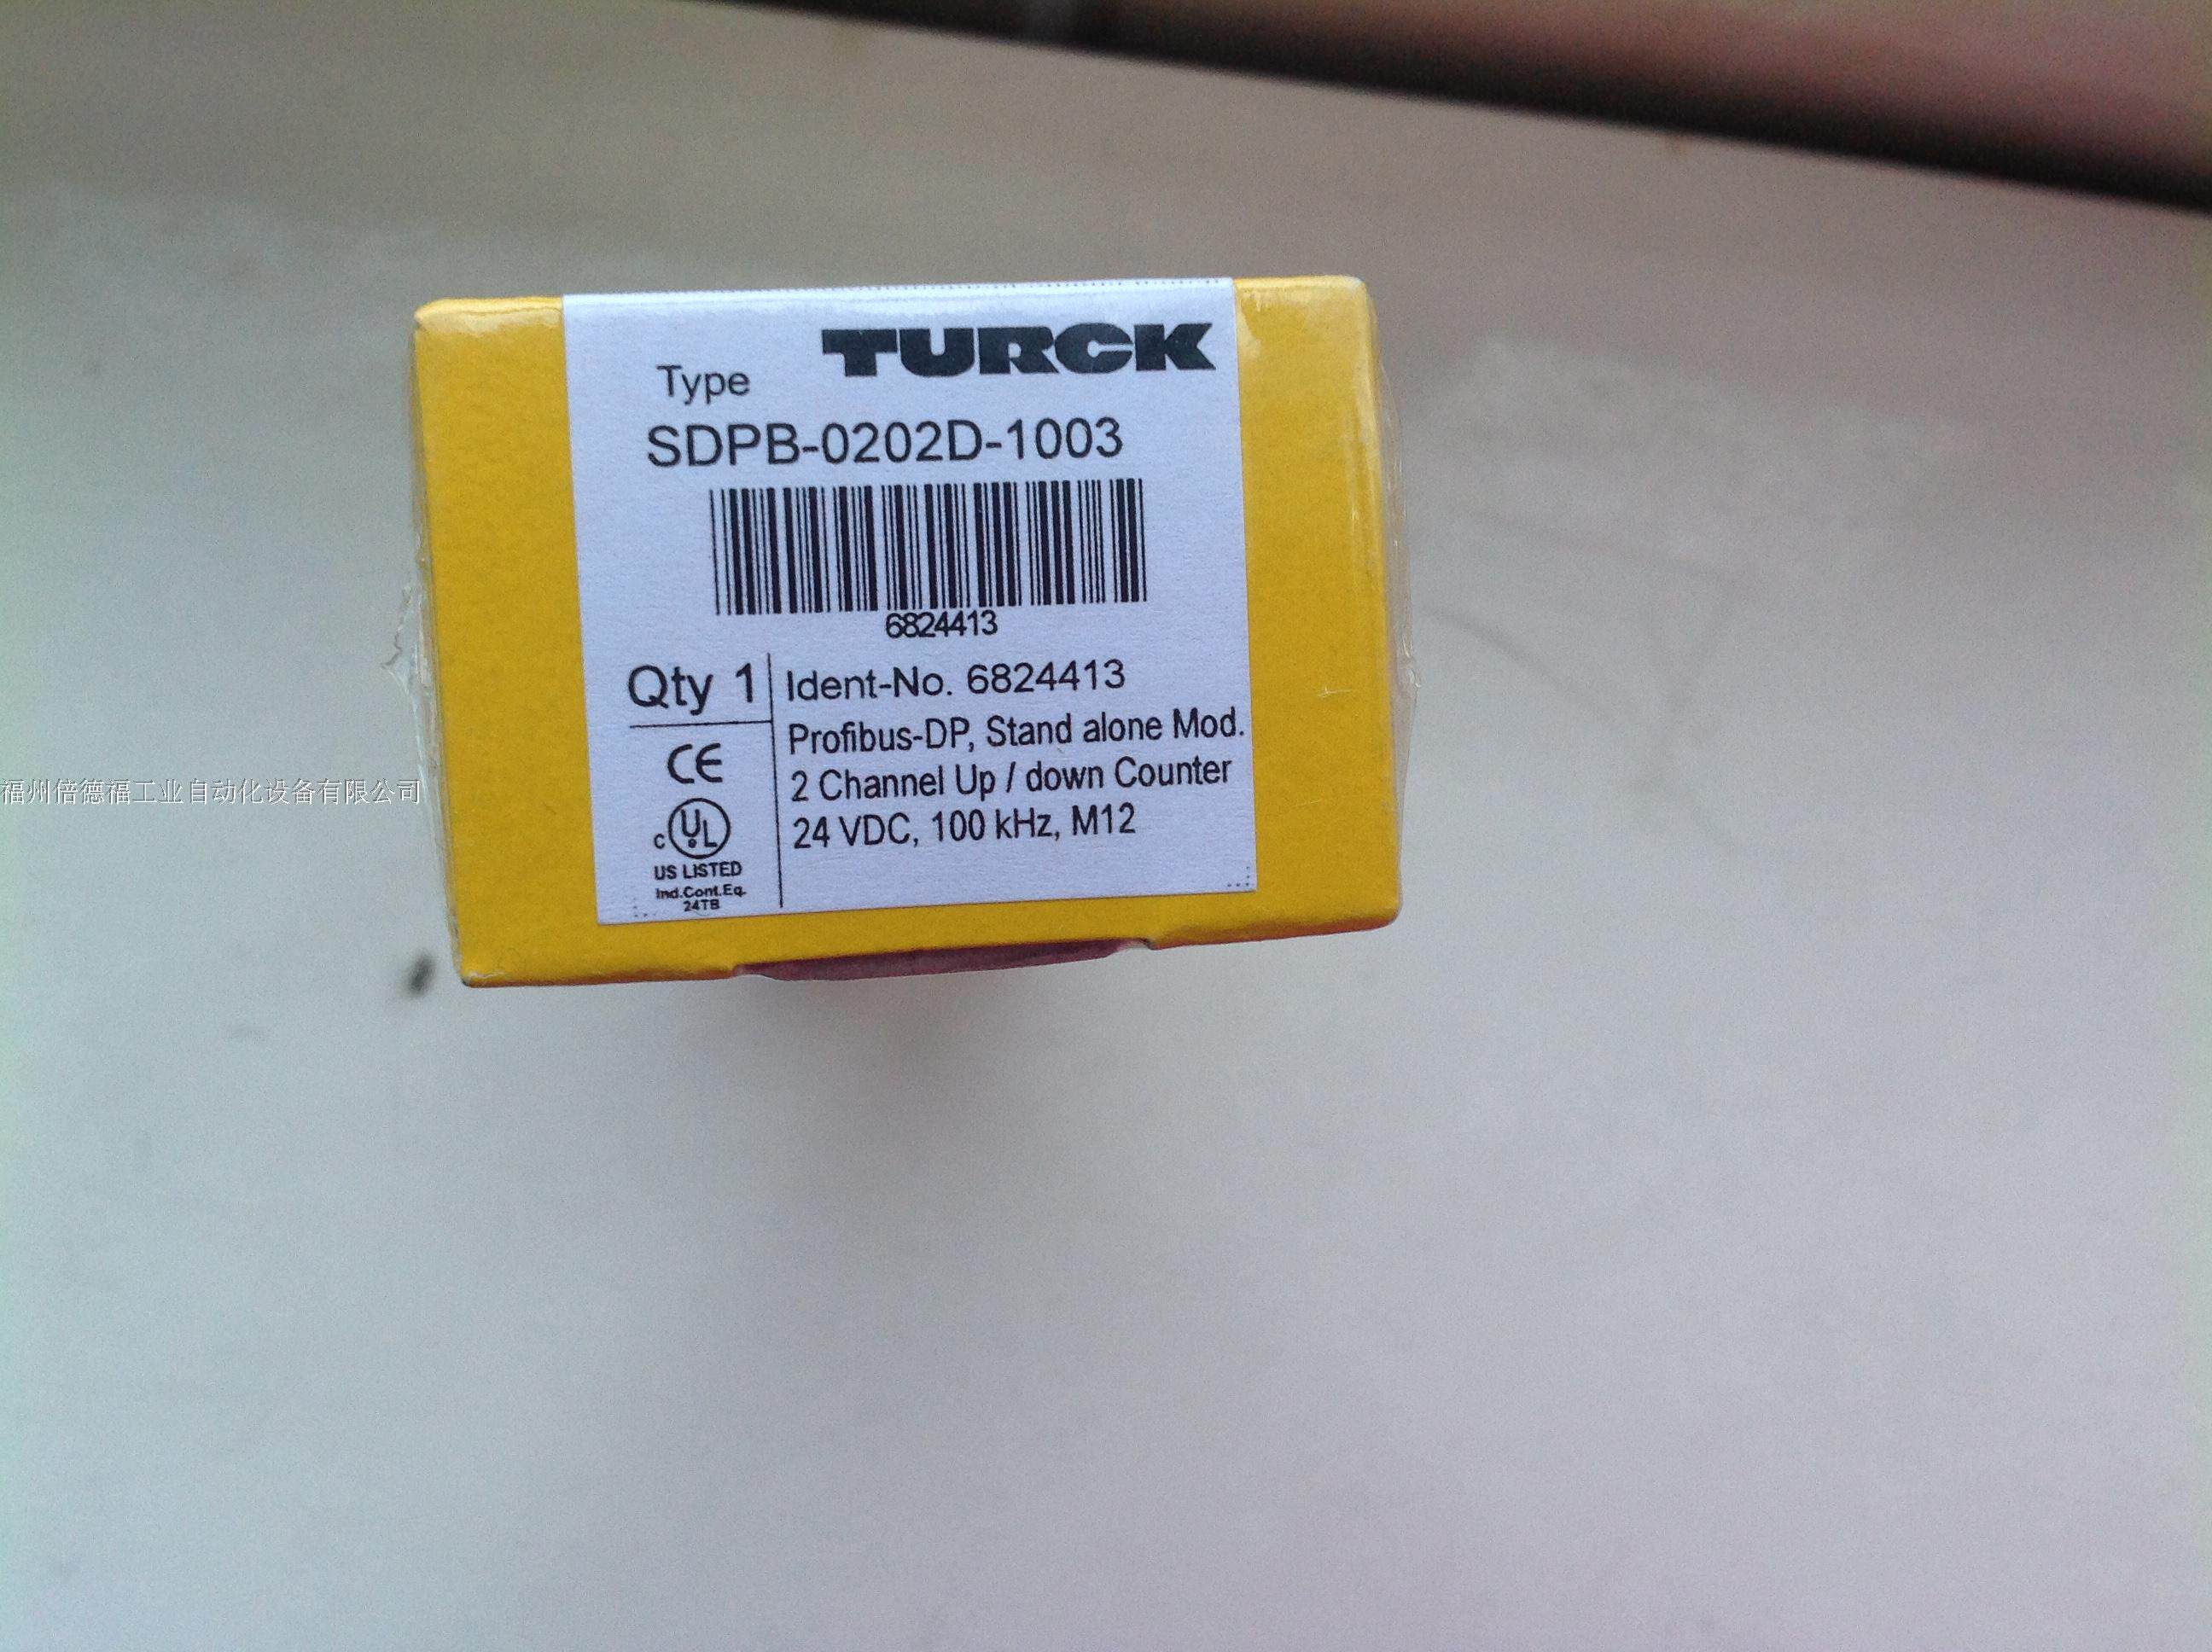 TURCK
Type
SDPB-0202D-1003
6824413
Qty 1
Ident-No. 6824413
Profibus-DP, Stand alone Mod.
2 Channel Up / down Counter
24 VDC, 100 kHz, M12
CE
c UL
US LISTED
Ind.Cont.Eq.
24TB
福州倍德福工业自动化设备有限公司